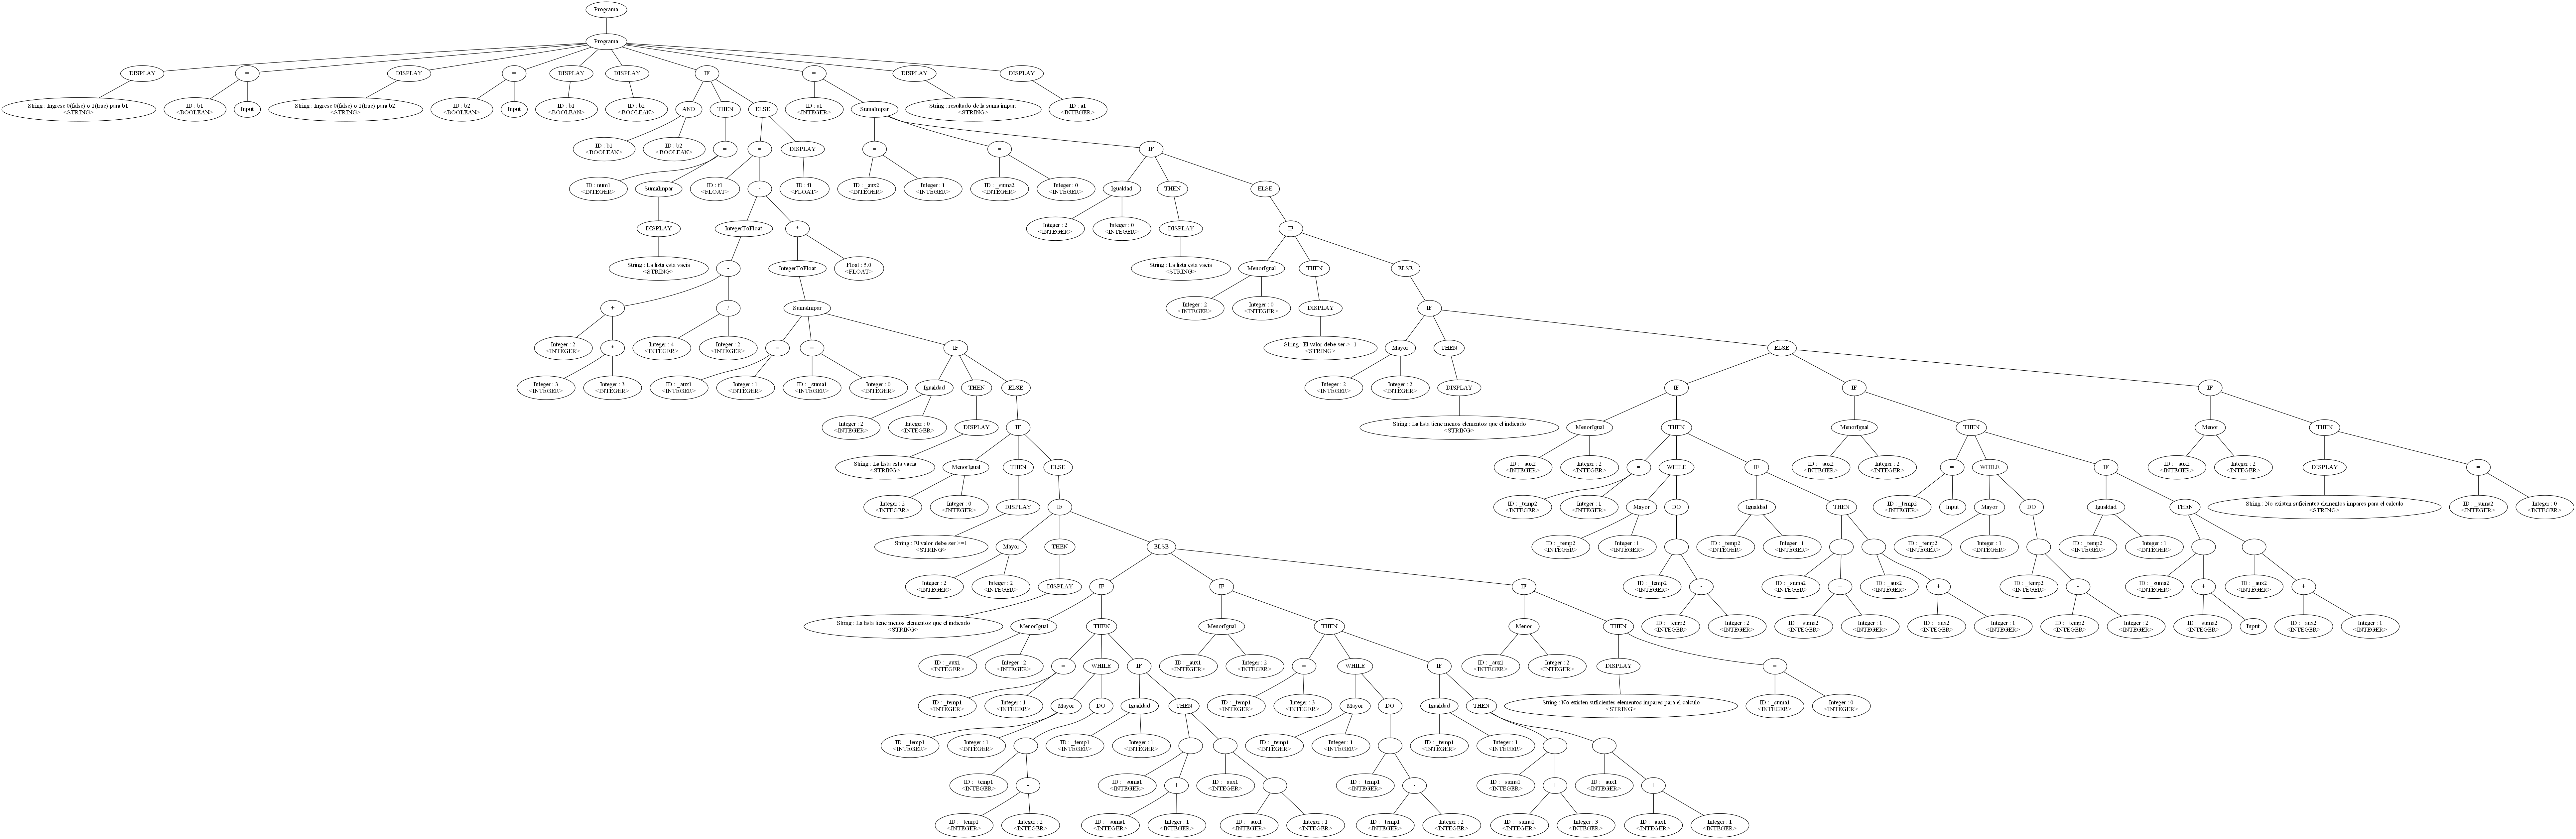 Programa
Programa
DISPLAY
=
DISPLAY
=
DISPLAY
DISPLAY
IF
=
DISPLAY
DISPLAY
String : Ingrese 0(false) o 1(true) para b1:
<STRING>
ID : b1
<BOOLEAN>
Input
String : Ingrese 0(false) o 1(true) para b2:
<STRING>
ID : b2
<BOOLEAN>
Input
ID : b1
<BOOLEAN>
ID : b2
<BOOLEAN>
AND
THEN
ELSE
ID : a1
<INTEGER>
SumaImpar
String : resultado de la suma impar:
<STRING>
ID : a1
<INTEGER>
ID : b1
<BOOLEAN>
ID : b2
<BOOLEAN>
=
=
DISPLAY
=
=
IF
ID : num1
<INTEGER>
SumaImpar
ID : f1
<FLOAT>
-
ID : f1
<FLOAT>
ID : _aux2
<INTEGER>
Integer : 1
<INTEGER>
ID : _suma2
<INTEGER>
Integer : 0
<INTEGER>
Igualdad
THEN
ELSE
DISPLAY
IntegerToFloat
*
Integer : 2
<INTEGER>
Integer : 0
<INTEGER>
DISPLAY
IF
String : La lista esta vacia
<STRING>
-
IntegerToFloat
Float : 5.0
<FLOAT>
String : La lista esta vacia
<STRING>
MenorIgual
THEN
ELSE
+
/
SumaImpar
Integer : 2
<INTEGER>
Integer : 0
<INTEGER>
DISPLAY
IF
Integer : 2
<INTEGER>
*
Integer : 4
<INTEGER>
Integer : 2
<INTEGER>
=
=
IF
String : El valor debe ser >=1
<STRING>
Mayor
THEN
ELSE
Integer : 3
<INTEGER>
Integer : 3
<INTEGER>
ID : _aux1
<INTEGER>
Integer : 1
<INTEGER>
ID : _suma1
<INTEGER>
Integer : 0
<INTEGER>
Igualdad
THEN
ELSE
Integer : 2
<INTEGER>
Integer : 2
<INTEGER>
DISPLAY
IF
IF
IF
Integer : 2
<INTEGER>
Integer : 0
<INTEGER>
DISPLAY
IF
String : La lista tiene menos elementos que el indicado
<STRING>
MenorIgual
THEN
MenorIgual
THEN
Menor
THEN
String : La lista esta vacia
<STRING>
MenorIgual
THEN
ELSE
ID : _aux2
<INTEGER>
Integer : 2
<INTEGER>
=
WHILE
IF
ID : _aux2
<INTEGER>
Integer : 2
<INTEGER>
=
WHILE
IF
ID : _aux2
<INTEGER>
Integer : 2
<INTEGER>
DISPLAY
=
Integer : 2
<INTEGER>
Integer : 0
<INTEGER>
DISPLAY
IF
ID : _temp2
<INTEGER>
Integer : 1
<INTEGER>
Mayor
DO
Igualdad
THEN
ID : _temp2
<INTEGER>
Input
Mayor
DO
Igualdad
THEN
String : No existen suficientes elementos impares para el calculo
<STRING>
ID : _suma2
<INTEGER>
Integer : 0
<INTEGER>
String : El valor debe ser >=1
<STRING>
Mayor
THEN
ELSE
ID : _temp2
<INTEGER>
Integer : 1
<INTEGER>
=
ID : _temp2
<INTEGER>
Integer : 1
<INTEGER>
=
=
ID : _temp2
<INTEGER>
Integer : 1
<INTEGER>
=
ID : _temp2
<INTEGER>
Integer : 1
<INTEGER>
=
=
Integer : 2
<INTEGER>
Integer : 2
<INTEGER>
DISPLAY
IF
IF
IF
ID : _temp2
<INTEGER>
-
ID : _suma2
<INTEGER>
+
ID : _aux2
<INTEGER>
+
ID : _temp2
<INTEGER>
-
ID : _suma2
<INTEGER>
+
ID : _aux2
<INTEGER>
+
String : La lista tiene menos elementos que el indicado
<STRING>
MenorIgual
THEN
MenorIgual
THEN
Menor
THEN
ID : _temp2
<INTEGER>
Integer : 2
<INTEGER>
ID : _suma2
<INTEGER>
Integer : 1
<INTEGER>
ID : _aux2
<INTEGER>
Integer : 1
<INTEGER>
ID : _temp2
<INTEGER>
Integer : 2
<INTEGER>
ID : _suma2
<INTEGER>
Input
ID : _aux2
<INTEGER>
Integer : 1
<INTEGER>
ID : _aux1
<INTEGER>
Integer : 2
<INTEGER>
=
WHILE
IF
ID : _aux1
<INTEGER>
Integer : 2
<INTEGER>
=
WHILE
IF
ID : _aux1
<INTEGER>
Integer : 2
<INTEGER>
DISPLAY
=
ID : _temp1
<INTEGER>
Integer : 1
<INTEGER>
Mayor
DO
Igualdad
THEN
ID : _temp1
<INTEGER>
Integer : 3
<INTEGER>
Mayor
DO
Igualdad
THEN
String : No existen suficientes elementos impares para el calculo
<STRING>
ID : _suma1
<INTEGER>
Integer : 0
<INTEGER>
ID : _temp1
<INTEGER>
Integer : 1
<INTEGER>
=
ID : _temp1
<INTEGER>
Integer : 1
<INTEGER>
=
=
ID : _temp1
<INTEGER>
Integer : 1
<INTEGER>
=
ID : _temp1
<INTEGER>
Integer : 1
<INTEGER>
=
=
ID : _temp1
<INTEGER>
-
ID : _suma1
<INTEGER>
+
ID : _aux1
<INTEGER>
+
ID : _temp1
<INTEGER>
-
ID : _suma1
<INTEGER>
+
ID : _aux1
<INTEGER>
+
ID : _temp1
<INTEGER>
Integer : 2
<INTEGER>
ID : _suma1
<INTEGER>
Integer : 1
<INTEGER>
ID : _aux1
<INTEGER>
Integer : 1
<INTEGER>
ID : _temp1
<INTEGER>
Integer : 2
<INTEGER>
ID : _suma1
<INTEGER>
Integer : 3
<INTEGER>
ID : _aux1
<INTEGER>
Integer : 1
<INTEGER>